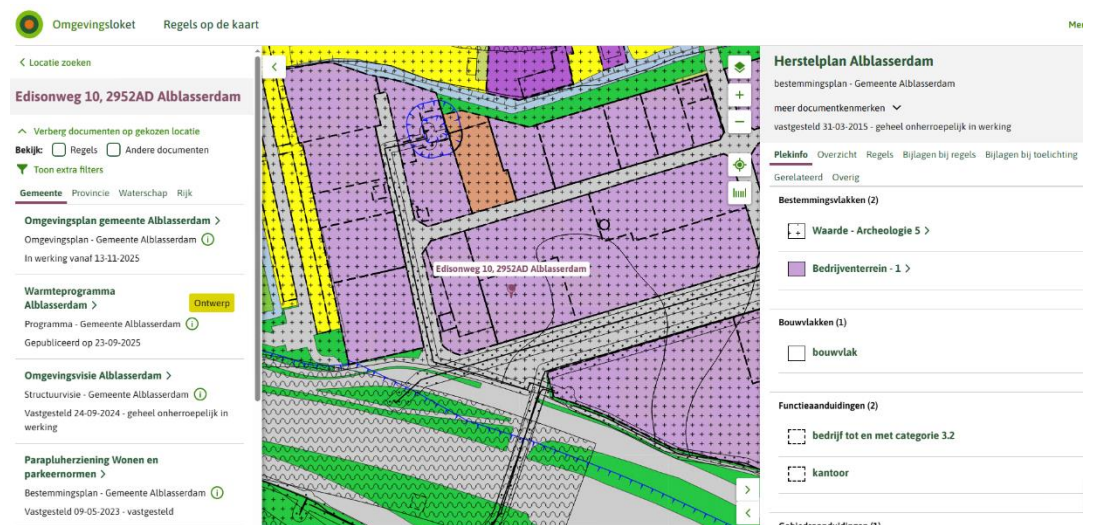 Omgevingsloket
Regels op de kaart
Locatie zoeken
Edisonweg 10, 2952AD Alblasserdam
Verberg documenten op gekozen locatie
Bekijk: Regels Andere documenten
Toon extra filters
Gemeente Provincie Waterschap Rijk
Omgevingsplan gemeente Alblasserdam
Omgevingsplan - Gemeente Alblasserdam
In werking vanaf 13-11-2025
Warmteprogramma
Alblasserdam
Ontwerp
Programma - Gemeente Alblasserdam
Gepubliceerd op 23-09-2025
Omgevingsvisie Alblasserdam
Structuurvisie - Gemeente Alblasserdam
Vastgesteld 24-09-2024 - geheel onherroepelijk in
werking
Parapluherziening Wonen en
parkeernormen
Bestemmingsplan - Gemeente Alblasserdam
Vastgesteld 09-05-2023 - vastgesteld
Edisonweg 10, 2952AD Alblasserdam
Herstelplan Alblasserdam
bestemmingsplan - Gemeente Alblasserdam
meer documentkenmerken
vastgesteld 31-03-2015 - geheel onherroepelijk in werking
Plekinfo Overzicht Regels Bijlagen bij regels Bijlagen bij toelichting
Gerelateerd Overig
Bestemmingsvlakken (2)
Waarde - Archeologie 5
Bedrijventerrein - 1
Bouwvlakken (1)
bouwvlak
Functieaanduidingen (2)
bedrijf tot en met categorie 3.2
kantoor